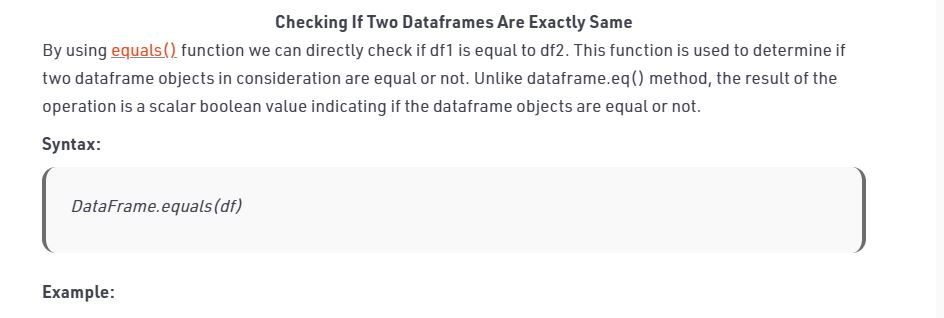 Checking If Two Dataframes Are Exactly Same
By using equals() function we can directly check if df1 is equal to df2. This function is used to determine if
two dataframe objects in consideration are equal or not. Unlike dataframe.eq() method, the result of the
operation is a scalar boolean value indicating if the dataframe objects are equal or not.
Syntax:
DataFrame.equals(df)
Example: